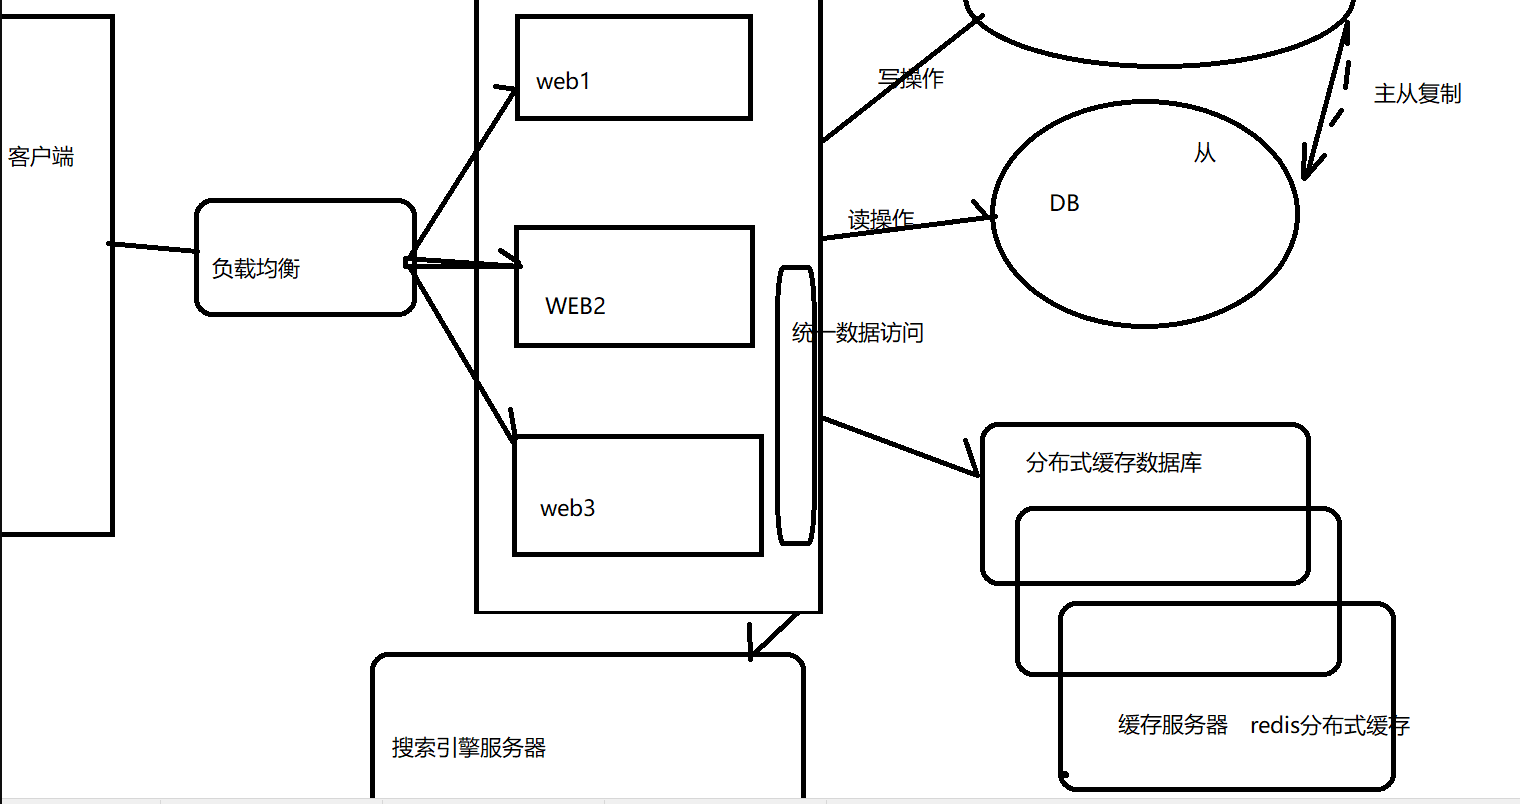 客户端
负载均衡
web1
WEB2
web3
统一数据访问
写操作
读操作
主从复制
从
DB
分布式缓存数据库
缓存服务器 redis分布式缓存
搜索引擎服务器